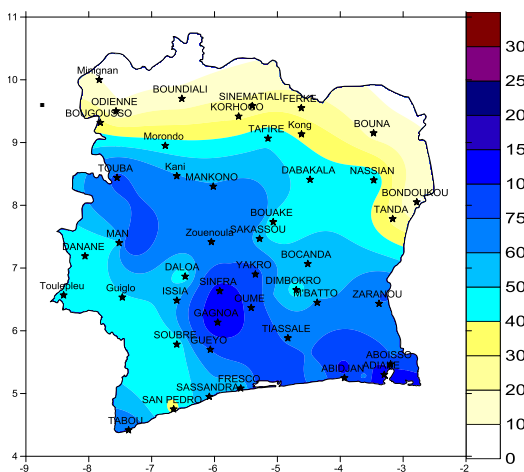 11
10
9
8
7
6
5
4
-9 -8 -7 -6 -5 -4 -3 -2
Minignan
BOUNDIALI
SINEMATIALI
FERKE
ODIENNE
KORHOGO
BOUGOUSSO
BOUNA
Kong
TAFIRE
Morondo
TOUBA
Kani
MANKONO
DABAKALA
NASSIAN
BONDOUKOU
TANDA
BOUAKE
SAKASSOU
MAN
Zouenoula
DANANE
BOCANDA
DALOA
YAKRO
Toulepleu
Guiglo
ISSIA
SINFRA
DIMBOKRO
M'BATTO
ZARANOU
OUME
GAGNOA
SOUBRE
GUEYO
TIASSALE
ABOISSO
ABIDJAN
ADIAKE
FRESCO
SASSANDRA
SAN PEDRO
TABOU
30
25
20
15
10
75
50
40
30
20
10
0